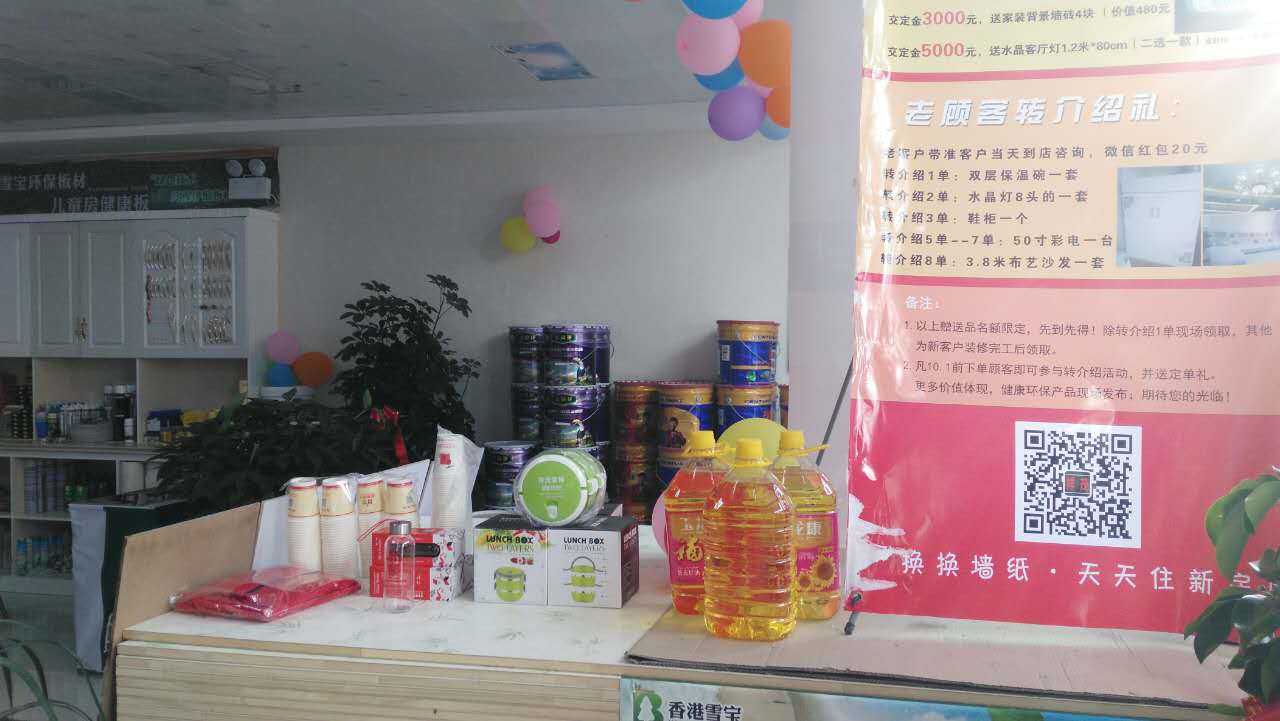 交定金3000元，送家装背景墙砖4块（价值480元
交定金5000元，送水晶客厅灯1.2米*80cm（二选一款）
老顾客转介绍礼：
老客户带准客户当天到店咨询，微信红包20元
转介绍1单：双层保温碗一套
转介绍2单：水晶灯8头的一套
转介绍3单：鞋柜一个
转介绍5单--7单：50寸彩电一台
转介绍8单：3.8米布艺沙发一套
备注：
1. 以上赠送品名额限定，先到先得！除转介绍1单现场领取，其他
为新客户装修完工后领取。
2. 凡10.1前下单顾客即可参与转介绍活动，并送定单礼。
更多价值体现，健康环保产品现场发布；期待您的光临！
换换墙纸·天天住新
雪宝环保板材
儿童房健康板
LUNCH BOX
TWO LAYERS
LUNCH BOX
TWO LAYERS
福
康
香港雪宝